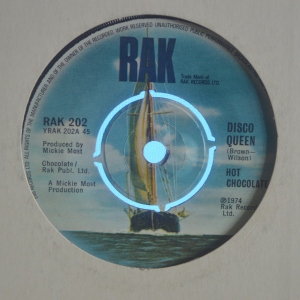 RAK
Trade Mark of
RAK RECORDS LTD.
RAK 202
YRAK 202A 45
Produced by
Mickie Most
Chocolate/
Rak Publ. Ltd.
A Mickie Most
Production
DISCO
QUEEN
(Brown-
Wilson)
HOT
CHOCOLATE
℗1974
Rak Records
Ltd.